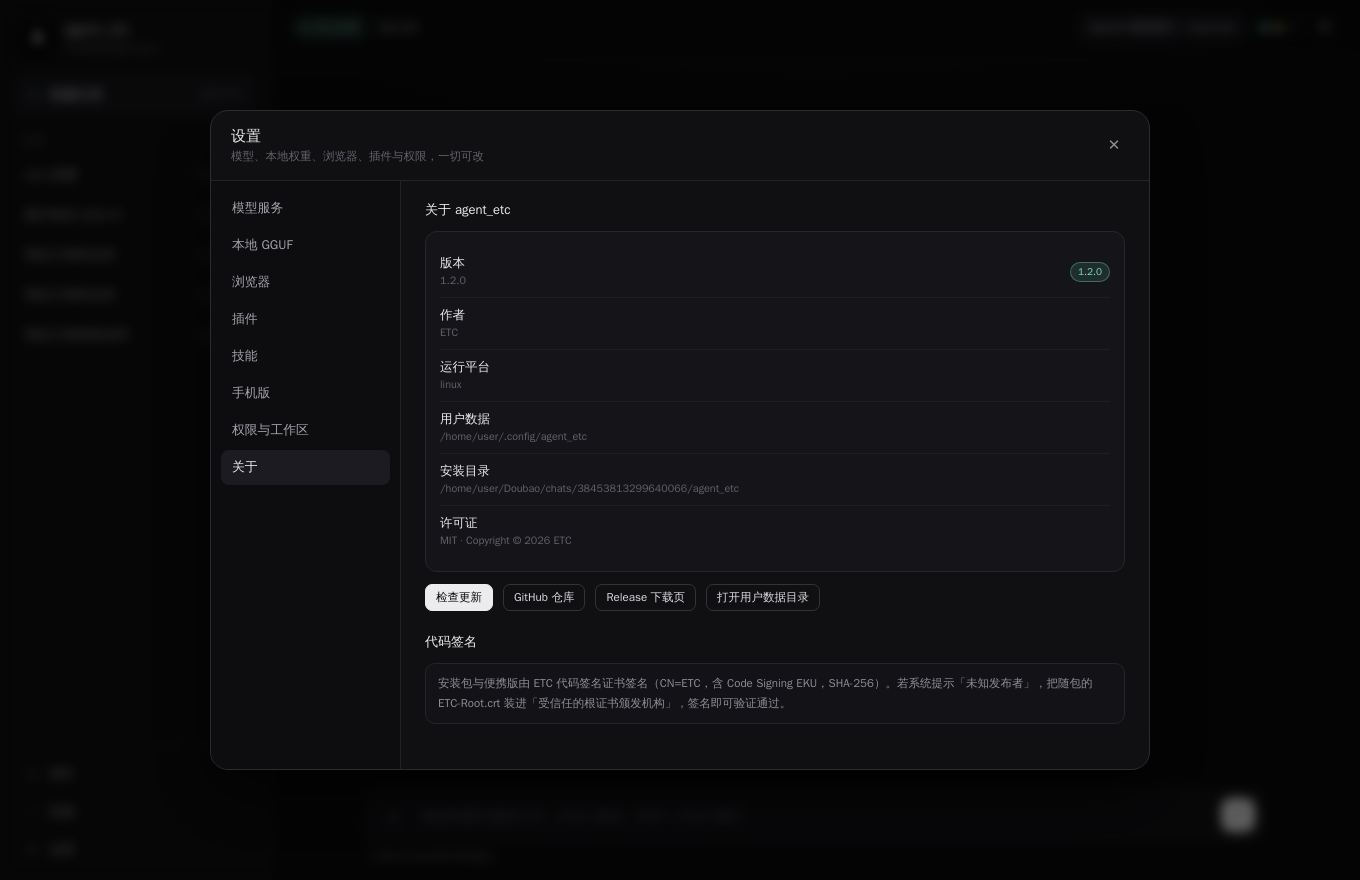 设置
模型、本地权重、浏览器、插件与权限，一切可改
×
模型服务
本地 GGUF
浏览器
插件
技能
手机版
权限与工作区
关于
关于 agent_etc
版本
1.2.0
1.2.0
作者
ETC
运行平台
linux
用户数据
/home/user/.config/agent_etc
安装目录
/home/user/Doubao/chats/38453813299640066/agent_etc
许可证
MIT · Copyright © 2026 ETC
检查更新
GitHub 仓库
Release 下载页
打开用户数据目录
代码签名
安装包与便携版由 ETC 代码签名证书签名（CN=ETC，含 Code Signing EKU，SHA-256）。若系统提示「未知发布者」，把随包的
ETC-Root.crt 装进「受信任的根证书颁发机构」，签名即可验证通过。